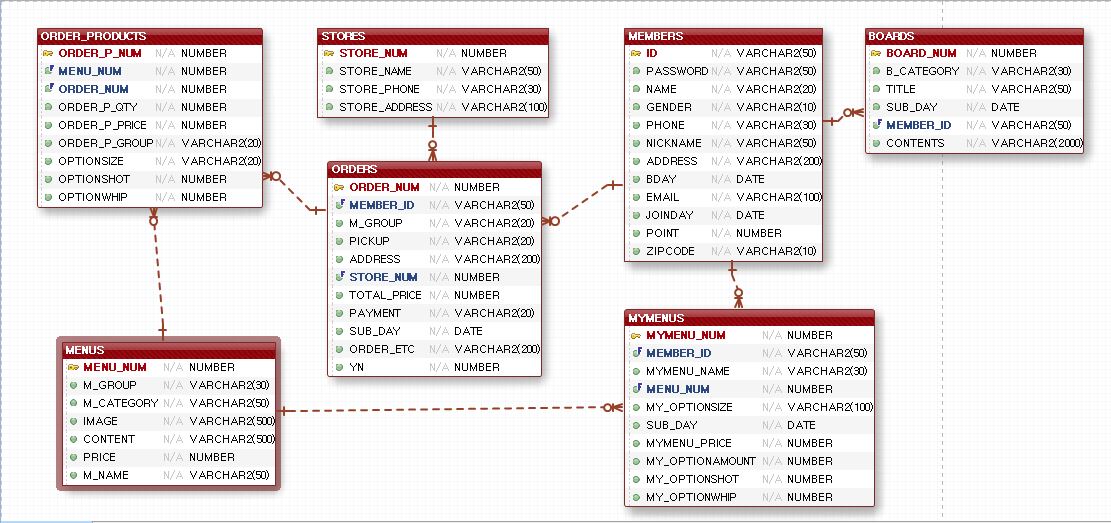 ORDER_PRODUCTS
ORDER_P_NUM N/A NUMBER
MENU_NUM N/A NUMBER
ORDER_NUM N/A NUMBER
ORDER_P_QTY N/A NUMBER
ORDER_P_PRICE N/A NUMBER
ORDER_P_GROUP N/A VARCHAR2(20)
OPTIONSIZE N/A VARCHAR2(20)
OPTIONSHOT N/A NUMBER
OPTIONWHIP N/A NUMBER
STORES
STORE_NUM N/A NUMBER
STORE_NAME N/A VARCHAR2(50)
STORE_PHONE N/A VARCHAR2(30)
STORE_ADDRESS N/A VARCHAR2(100)
MEMBERS
ID N/A VARCHAR2(50)
PASSWORD N/A VARCHAR2(50)
NAME N/A VARCHAR2(20)
GENDER N/A VARCHAR2(10)
PHONE N/A VARCHAR2(30)
NICKNAME N/A VARCHAR2(50)
ADDRESS N/A VARCHAR2(200)
BDAY N/A DATE
EMAIL N/A VARCHAR2(100)
JOINDAY N/A DATE
POINT N/A NUMBER
ZIPCODE N/A VARCHAR2(10)
BOARDS
BOARD_NUM N/A NUMBER
B_CATEGORY N/A VARCHAR2(30)
TITLE N/A VARCHAR2(50)
SUB_DAY N/A DATE
MEMBER_ID N/A VARCHAR2(50)
CONTENTS N/A VARCHAR2(2000)
ORDERS
ORDER_NUM N/A NUMBER
MEMBER_ID N/A VARCHAR2(50)
M_GROUP N/A VARCHAR2(20)
PICKUP N/A VARCHAR2(20)
ADDRESS N/A VARCHAR2(200)
STORE_NUM N/A NUMBER
TOTAL_PRICE N/A NUMBER
PAYMENT N/A VARCHAR2(20)
SUB_DAY N/A DATE
ORDER_ETC N/A VARCHAR2(200)
YN N/A NUMBER
MENUS
MENU_NUM N/A NUMBER
M_GROUP N/A VARCHAR2(30)
M_CATEGORY N/A VARCHAR2(50)
IMAGE N/A VARCHAR2(500)
CONTENT N/A VARCHAR2(500)
PRICE N/A NUMBER
M_NAME N/A VARCHAR2(50)
MYMENUS
MYMENU_NUM N/A NUMBER
MEMBER_ID N/A VARCHAR2(50)
MYMENU_NAME N/A VARCHAR2(30)
MENU_NUM N/A NUMBER
MY_OPTIONSIZE N/A VARCHAR2(100)
SUB_DAY N/A DATE
MYMENU_PRICE N/A NUMBER
MY_OPTIONAMOUNT N/A NUMBER
MY_OPTIONSHOT N/A NUMBER
MY_OPTIONWHIP N/A NUMBER